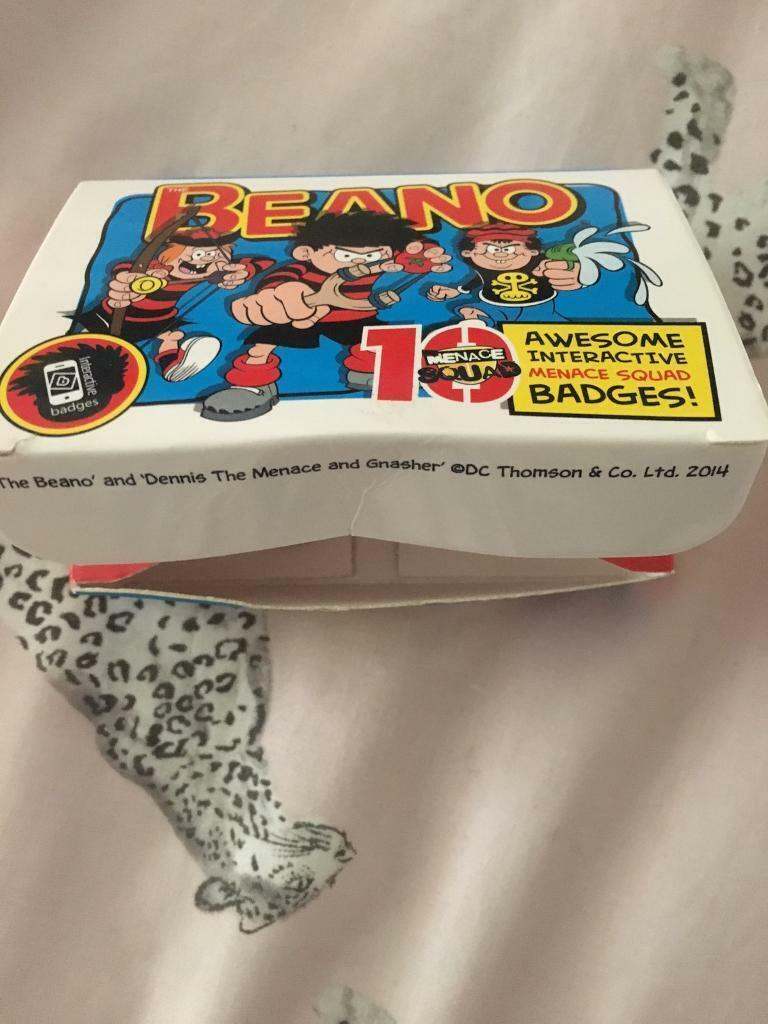 THE
BEANO
10
MENACE
SQUAD
AWESOME
INTERACTIVE
MENACE SQUAD
BADGES!
Interactive
badges
The Beano' and 'Dennis The Menace and Gnasher' ©DC Thomson & Co. Ltd. 2014